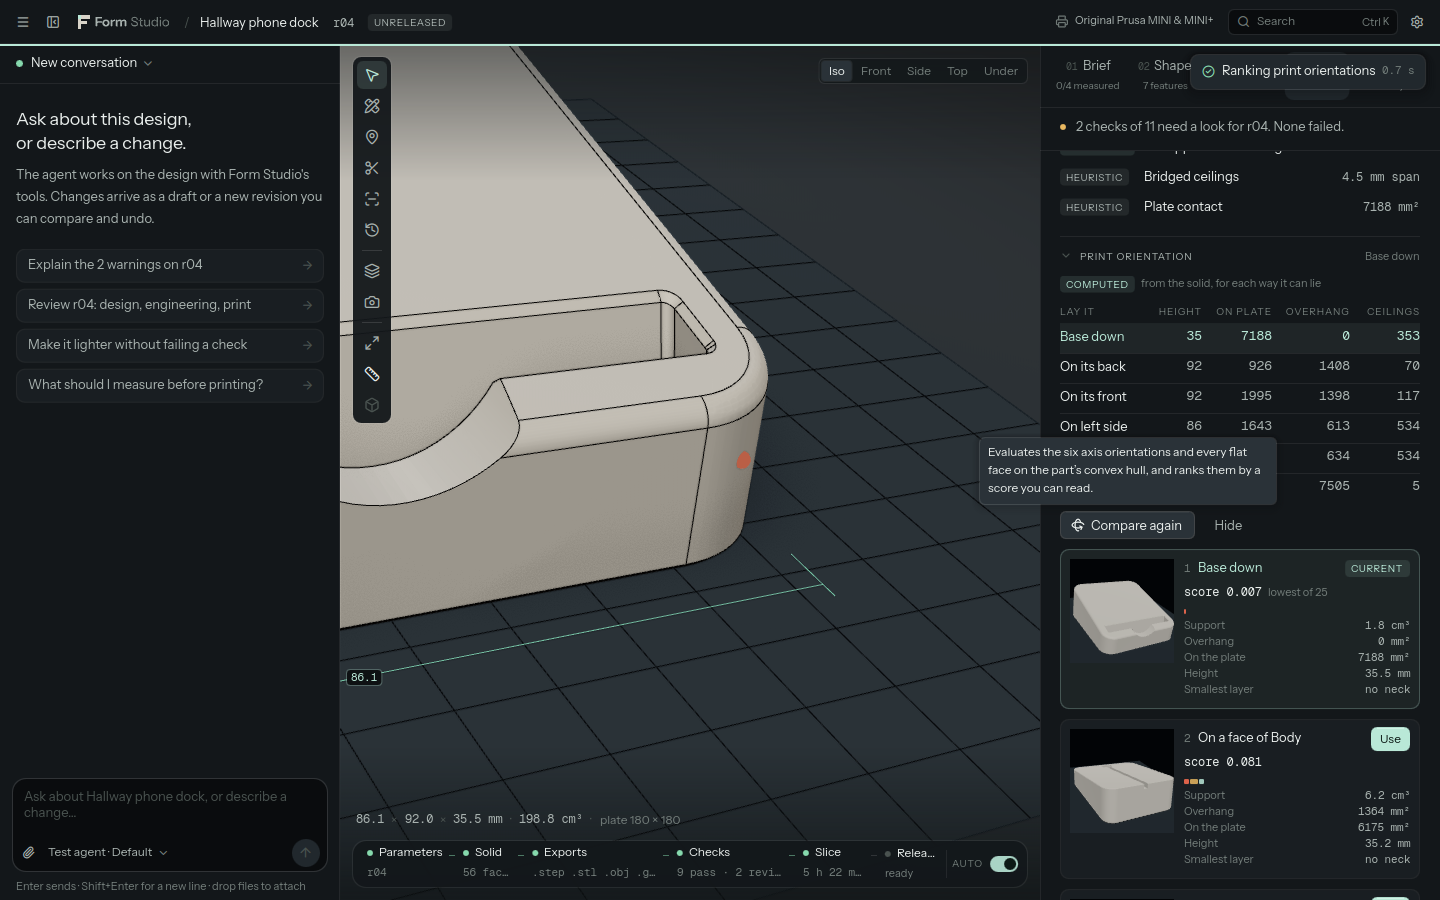 Form Studio / Hallway phone dock r04 UNRELEASED
Original Prusa MINI & MINI+
Search Ctrl K
New conversation
Ask about this design,
or describe a change.
The agent works on the design with Form Studio's
tools. Changes arrive as a draft or a new revision you
can compare and undo.
Explain the 2 warnings on r04
Review r04: design, engineering, print
Make it lighter without failing a check
What should I measure before printing?
Ask about Hallway phone dock, or describe a
change...
Test agent · Default
Enter sends · Shift+Enter for a new line · drop files to attach
Iso Front Side Top Under
86.1
86.1 × 92.0 × 35.5 mm · 198.8 cm³ · plate 180 × 180
Parameters Solid Exports Checks Slice Relea...
r04 56 fac... .step .stl .obj .g... 9 pass · 2 revi... 5 h 22 m... ready
AUTO
01 Brief 02 Shape
0/4 measured 7 features
Ranking print orientations 0.7 s
2 checks of 11 need a look for r04. None failed.
HEURISTIC Bridged ceilings 4.5 mm span
HEURISTIC Plate contact 7188 mm²
PRINT ORIENTATION Base down
COMPUTED from the solid, for each way it can lie
LAY IT HEIGHT ON PLATE OVERHANG CEILINGS
Base down 35 7188 0 353
On its back 92 926 1408 70
On its front 92 1995 1398 117
On left side 86 1643 613 534
634 534
7505 5
Evaluates the six axis orientations and every flat
face on the part's convex hull, and ranks them by a
score you can read.
Compare again Hide
1 Base down CURRENT
score 0.007 lowest of 25
Support 1.8 cm³
Overhang 0 mm²
On the plate 7188 mm²
Height 35.5 mm
Smallest layer no neck
2 On a face of Body Use
score 0.081
Support 6.2 cm³
Overhang 1364 mm²
On the plate 6175 mm²
Height 35.2 mm
Smallest layer no neck